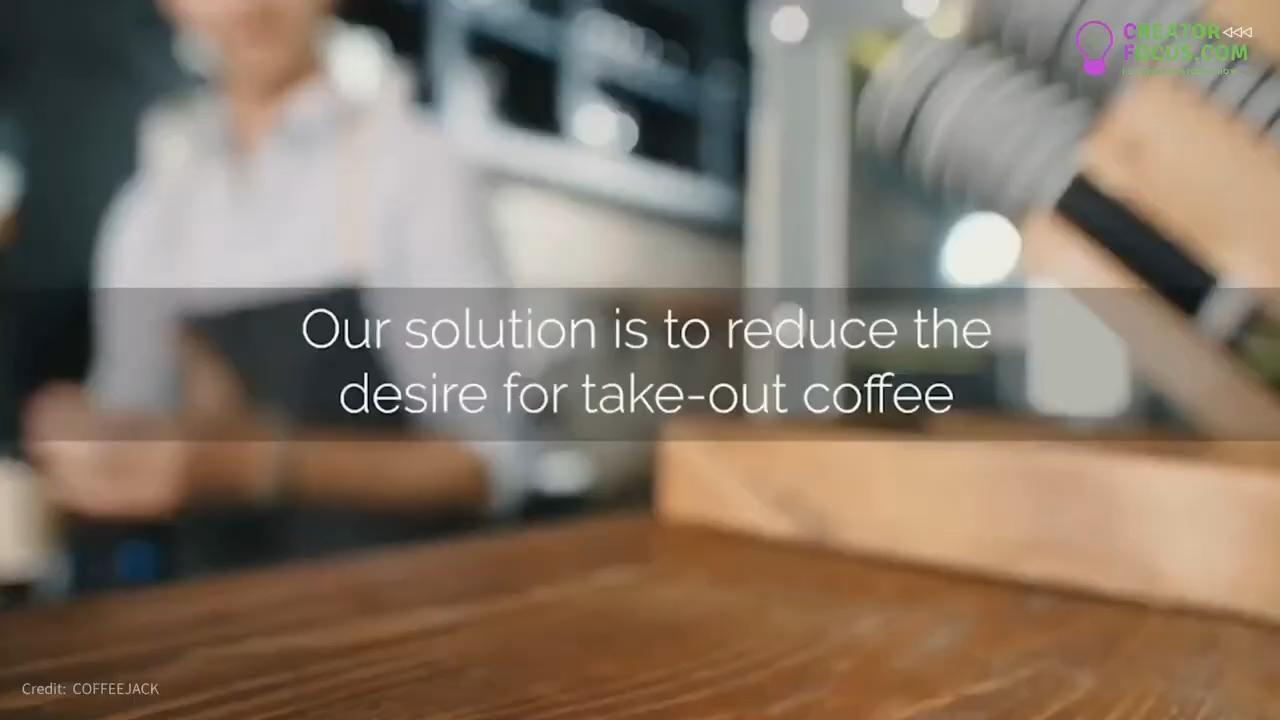 CREATOR
FOCUS.COM
Our solution is to reduce the
desire for take-out coffee
Credit: COFFEEJACK